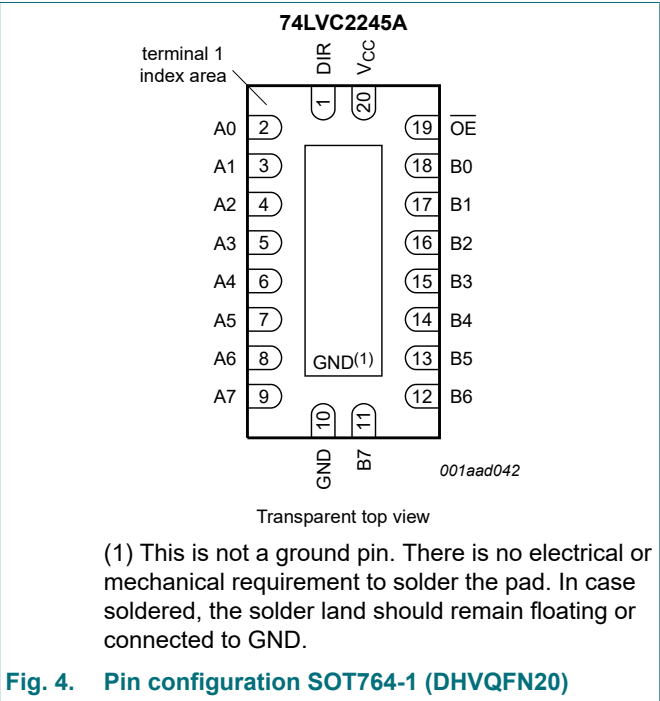 74LVC2245A
terminal 1
index area
DIR
VCC
1
20
A0 2 19 OE
A1 3 18 B0
A2 4 17 B1
A3 5 16 B2
A4 6 15 B3
A5 7 14 B4
A6 8 GND(1) 13 B5
A7 9 12 B6
10
11
GND
B7
001aad042
Transparent top view
(1) This is not a ground pin. There is no electrical or
mechanical requirement to solder the pad. In case
soldered, the solder land should remain floating or
connected to GND.
Fig. 4. Pin configuration SOT764-1 (DHVQFN20)